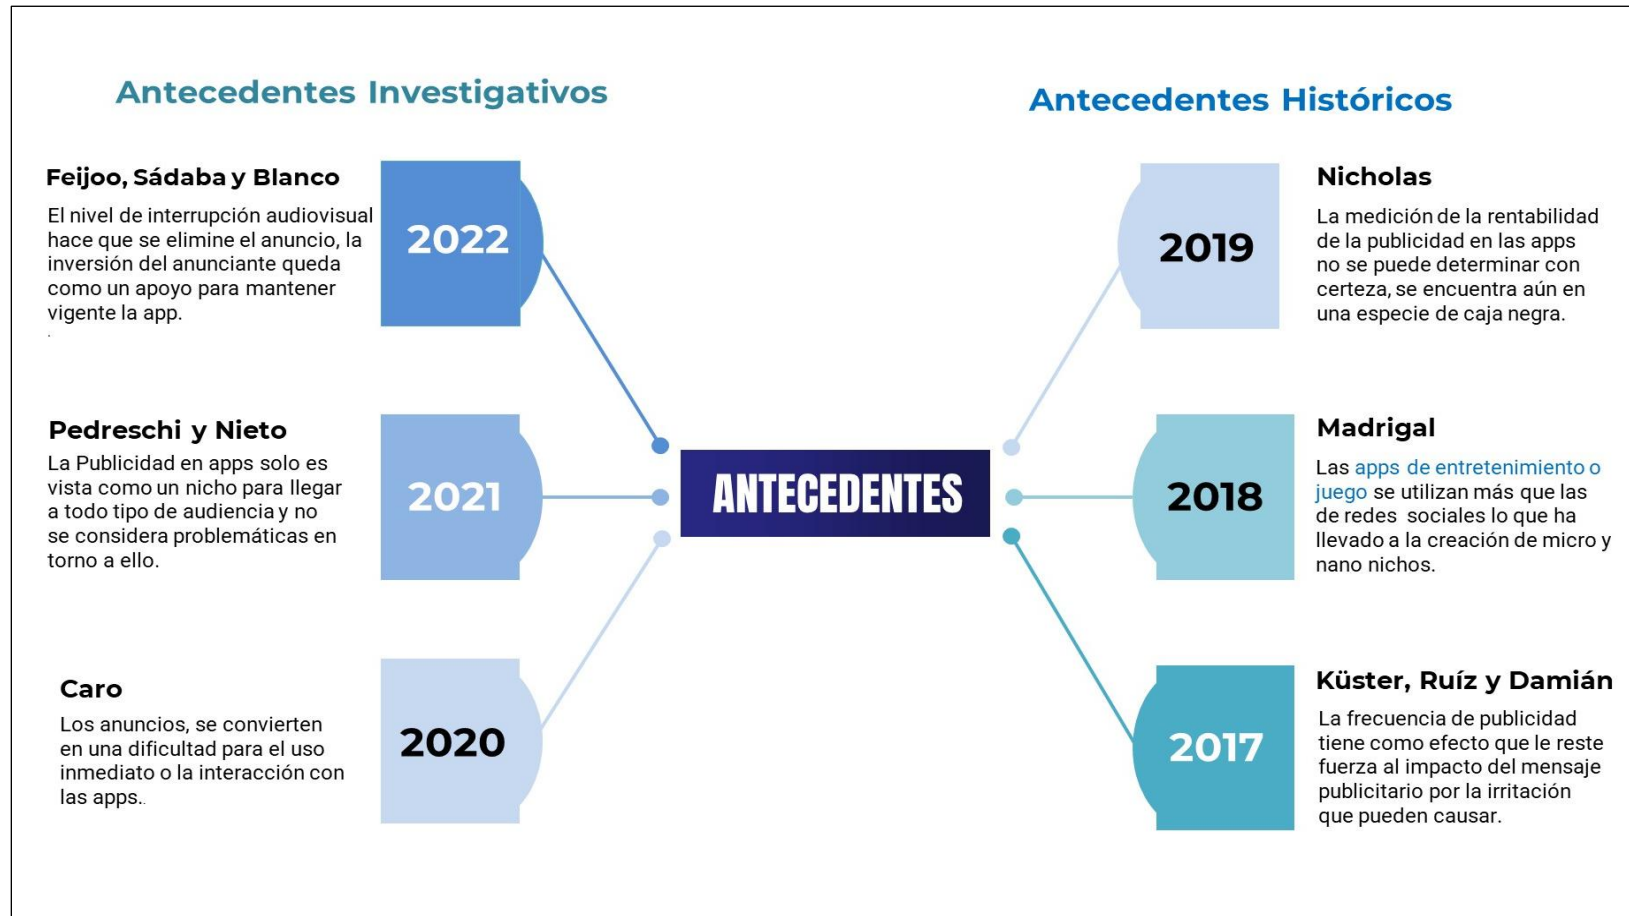 Antecedentes Investigativos
Feijoo, Sádaba y Blanco
El nivel de interrupción audiovisual
hace que se elimine el anuncio, la
inversión del anunciante queda
como un apoyo para mantener
vigente la app.
.
2022
Pedreschi y Nieto
La Publicidad en apps solo es
vista como un nicho para llegar
a todo tipo de audiencia y no
se considera problemáticas en
torno a ello.
2021
Caro
Los anuncios, se convierten
en una dificultad para el uso
inmediato o la interacción con
las apps..
2020
ANTECEDENTES
Antecedentes Históricos
2019
Nicholas
La medición de la rentabilidad
de la publicidad en las apps
no se puede determinar con
certeza, se encuentra aún en
una especie de caja negra.
2018
Madrigal
Las apps de entretenimiento o
juego se utilizan más que las
de redes sociales lo que ha
llevado a la creación de micro y
nano nichos.
2017
Küster, Ruíz y Damián
La frecuencia de publicidad
tiene como efecto que le reste
fuerza al impacto del mensaje
publicitario por la irritación
que pueden causar.